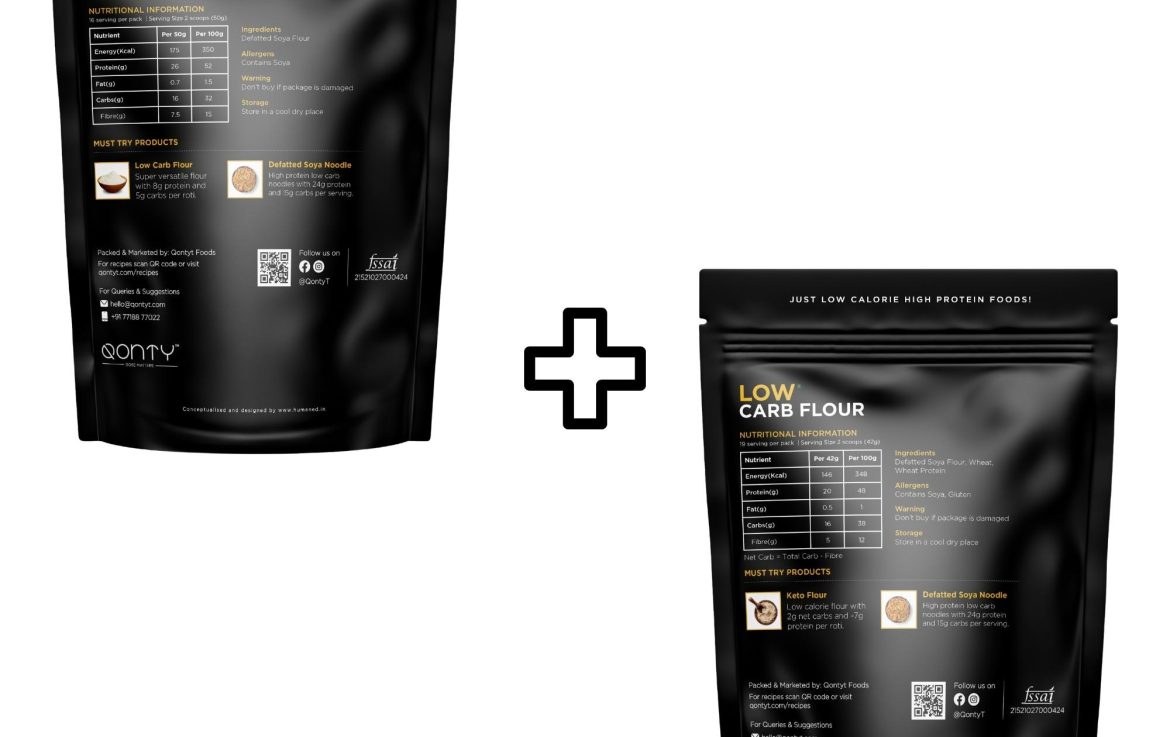 NUTRITIONAL INFORMATION
16 serving per pack | Serving Size 2 scoops (50g)
Nutrient Per 50g Per 100g
Energy(Kcal) 175 350
Protein(g) 26 52
Fat(g) 0.7 1.5
Carbs(g) 16 32
Fibre(g) 7.5 15
Ingredients
Defatted Soya Flour
Allergens
Contains Soya
Warning
Don't buy if package is damaged
Storage
Store in a cool dry place
MUST TRY PRODUCTS
Low Carb Flour
Super versatile flour
with 8g protein and
5g carbs per roti.
Defatted Soya Noodle
High protein low carb
noodles with 24g protein
and 15g carbs per serving.
Packed & Marketed by: Qontyt Foods
For recipes scan QR code or visit
qontyt.com/recipes
For Queries & Suggestions
hello@qontyt.com
+91 77188 77022
Follow us on
@QontyT
fssai
21521027000424
QONTY™
Conceptualised and designed by www.humaned.in
JUST LOW CALORIE HIGH PROTEIN FOODS!
LOW
CARB FLOUR
NUTRITIONAL INFORMATION
19 serving per pack | Serving Size 2 scoops (42g)
Nutrient Per 42g Per 100g
Energy(Kcal) 146 348
Protein(g) 20 48
Fat(g) 0.5 1
Carbs(g) 16 38
Fibre(g) 5 12
Net Carb = Total Carb - Fibre
Ingredients
Defatted Soya Flour, Wheat,
Wheat Protein
Allergens
Contains Soya, Gluten
Warning
Don't buy if package is damaged
Storage
Store in a cool dry place
MUST TRY PRODUCTS
Keto Flour
Low calorie flour with
2g net carbs and ~7g
protein per roti.
Defatted Soya Noodle
High protein low carb
noodles with 24g protein
and 15g carbs per serving.
Packed & Marketed by: Qontyt Foods
For recipes scan QR code or visit
qontyt.com/recipes
For Queries & Suggestions
Follow us on
@QontyT
fssai
21521027000424